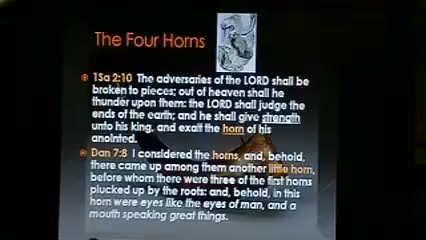 The Four Horns
1Sa 2:10 The adversaries of the LORD shall be
broken to pieces; out of heaven shall he
thunder upon them: the LORD shall judge the
ends of the earth; and he shall give strength
unto his king, and exalt the horn of his
anointed.
Dan 7:8 I considered the horns, and, behold,
there came up among them another little horn,
before whom there were three of the first horns
plucked up by the roots: and, behold, in this
horn were eyes like the eyes of man, and a
mouth speaking great things.